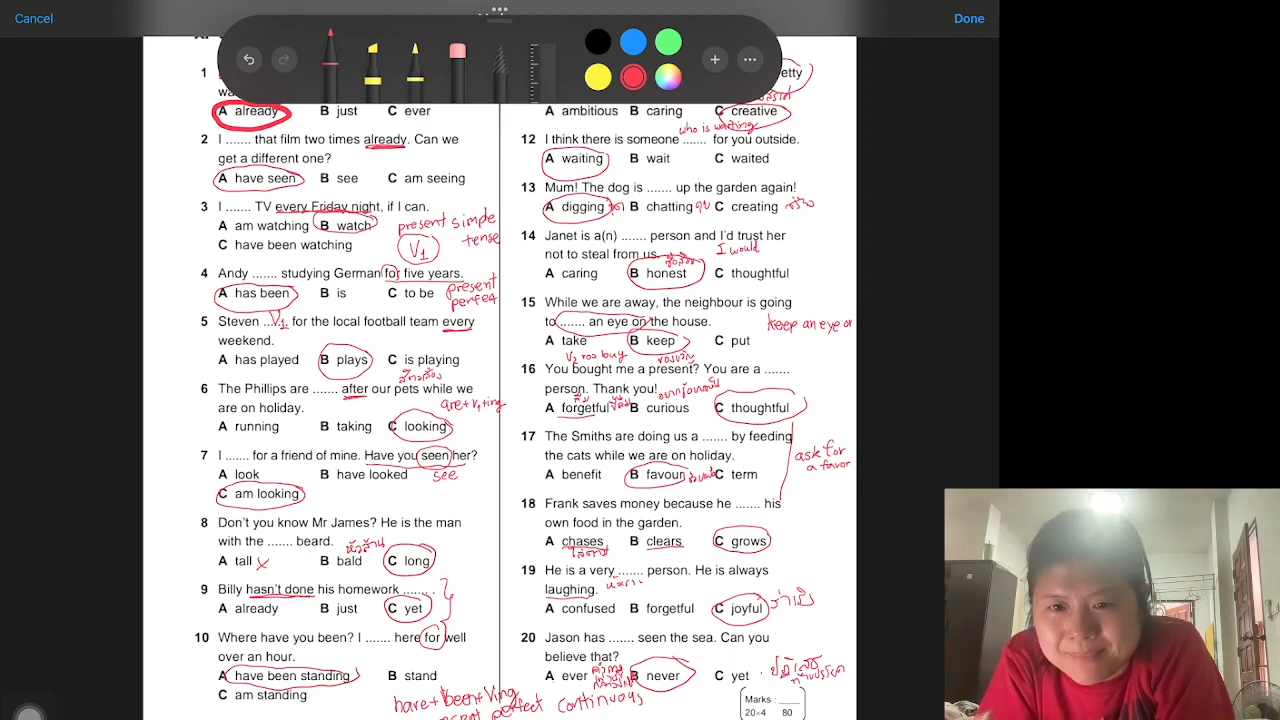 Cancel
Done
1
A already B just C ever
2 I ....... that film two times already. Can we
get a different one?
A have seen B see C am seeing
3 I ....... TV every Friday night, if I can.
A am watching B watch
C have been watching
present simple
tense
V1
4 Andy ....... studying German for five years.
A has been B is C to be
present
perfect
5 Steven ....... for the local football team every
V1
weekend.
A has played B plays C is playing
6 The Phillips are ....... after our pets while we
are on holiday.
are + V1 + ing
A running B taking C looking
7 I ....... for a friend of mine. Have you seen her?
see
A look B have looked
C am looking
8 Don't you know Mr James? He is the man
with the ....... beard.
A tall B bald C long
9 Billy hasn't done his homework ....... .
A already B just C yet
10 Where have you been? I ....... here for well
over an hour.
A have been standing B stand
C am standing
have + been + Ving
perfect continuous
etty
A ambitious B caring C creative
who is waiting
12 I think there is someone ....... for you outside.
A waiting B wait C waited
13 Mum! The dog is ....... up the garden again!
A digging B chatting C creating
14 Janet is a(n) ....... person and I'd trust her
I would
not to steal from us.
A caring B honest C thoughtful
15 While we are away, the neighbour is going
to ....... an eye on the house.
keep an eye on
A take B keep C put
V2 ของ buy
16 You bought me a present? You are a .......
person. Thank you!
A forgetful B curious C thoughtful
17 The Smiths are doing us a ....... by feeding
the cats while we are on holiday.
ask for
a favor
A benefit B favour C term
18 Frank saves money because he ....... his
own food in the garden.
A chases B clears C grows
19 He is a very ....... person. He is always
laughing.
A confused B forgetful C joyful
20 Jason has ....... seen the sea. Can you
believe that?
A ever B never C yet
Marks : ____
20×4 80